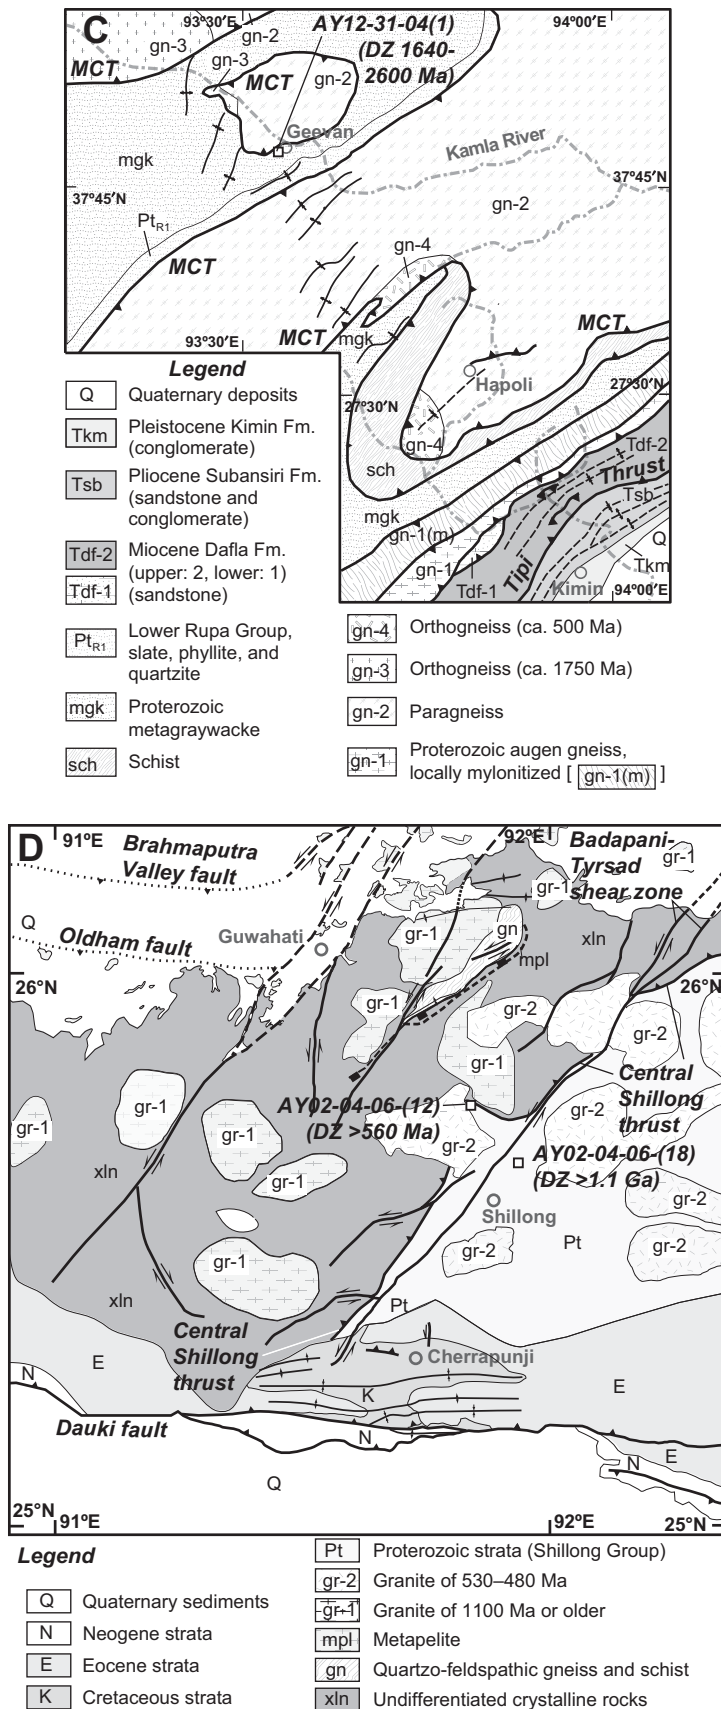 C
93°30′E
94°00′E
gn-3
gn-2
AY12-31-04(1)
(DZ 1640-
2600 Ma)
MCT
gn-3
MCT
gn-2
Geevan
mgk
Kamla River
37°45′N
37°45′N
gn-2
Pt R1
gn-4
MCT
93°30′E
MCT
mgk
MCT
Hapoli
27°30′N
27°30′N
gn-4
sch
Tdf-2
Thrust
mgk
Tsb
gn-1(m)
Q
gn-1
Tipi
Tkm
Tdf-1
Kimin
94°00′E
Legend
Q Quaternary deposits
Tkm Pleistocene Kimin Fm.
(conglomerate)
Tsb Pliocene Subansiri Fm.
(sandstone and
conglomerate)
Tdf-2 Miocene Dafla Fm.
(upper: 2, lower: 1)
Tdf-1 (sandstone)
Pt R1 Lower Rupa Group,
slate, phyllite, and
quartzite
mgk Proterozoic
metagraywacke
sch Schist
gn-4 Orthogneiss (ca. 500 Ma)
gn-3 Orthogneiss (ca. 1750 Ma)
gn-2 Paragneiss
gn-1 Proterozoic augen gneiss,
locally mylonitized [ gn-1(m) ]
D
91°E
92°E
Brahmaputra
Valley fault
Badapani-
Tyrsad
shear zone
gr-1
gr-1
Q
Oldham fault
Guwahati
gr-1
gn
xln
mpl
26°N
26°N
gr-1
gr-2
gr-2
gr-1
Central
Shillong
thrust
AY02-04-06-(12)
(DZ >560 Ma)
gr-1
gr-1
gr-1
gr-2
gr-2
AY02-04-06-(18)
(DZ >1.1 Ga)
xln
gr-1
gr-2
Shillong
Pt
gr-1
gr-2
gr-2
xln
Pt
Central
Shillong
thrust
Cherrapunji
E
E
N
K
Dauki fault
N
E
N
Q
25°N
25°N
91°E
92°E
Legend
Q Quaternary sediments
N Neogene strata
E Eocene strata
K Cretaceous strata
Pt Proterozoic strata (Shillong Group)
gr-2 Granite of 530–480 Ma
gr-1 Granite of 1100 Ma or older
mpl Metapelite
gn Quartzo-feldspathic gneiss and schist
xln Undifferentiated crystalline rocks